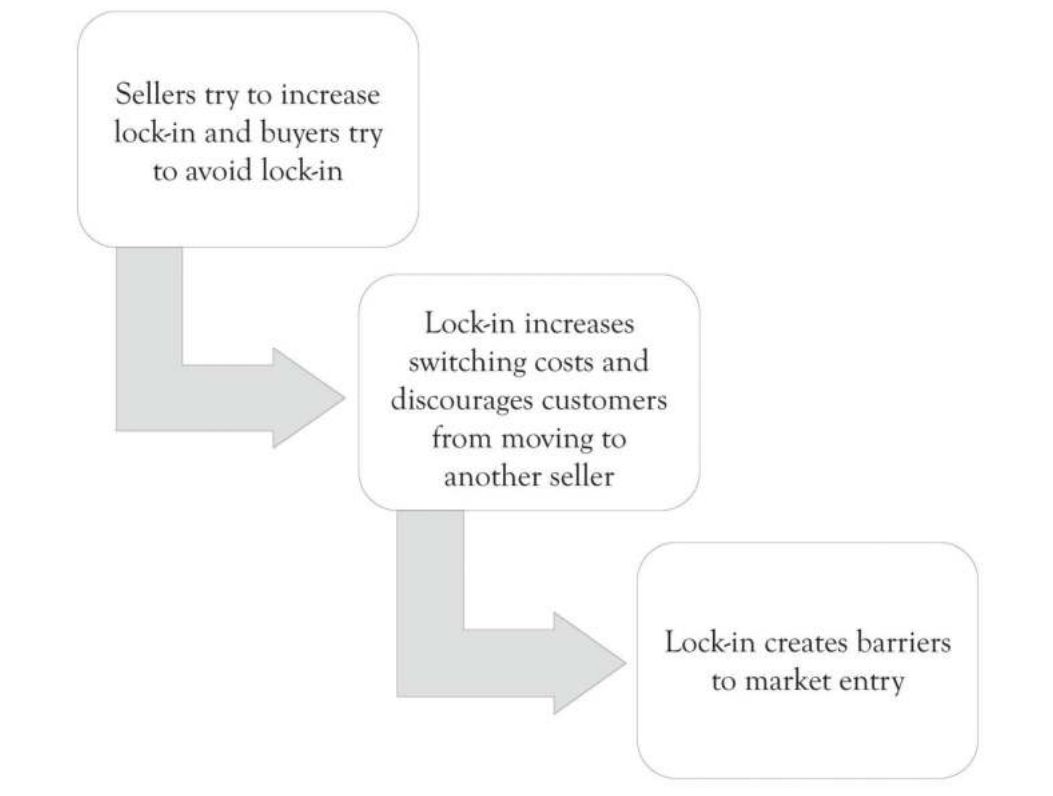 Sellers try to increase
lock-in and buyers try
to avoid lock-in
Lock-in increases
switching costs and
discourages customers
from moving to
another seller
Lock-in creates barriers
to market entry